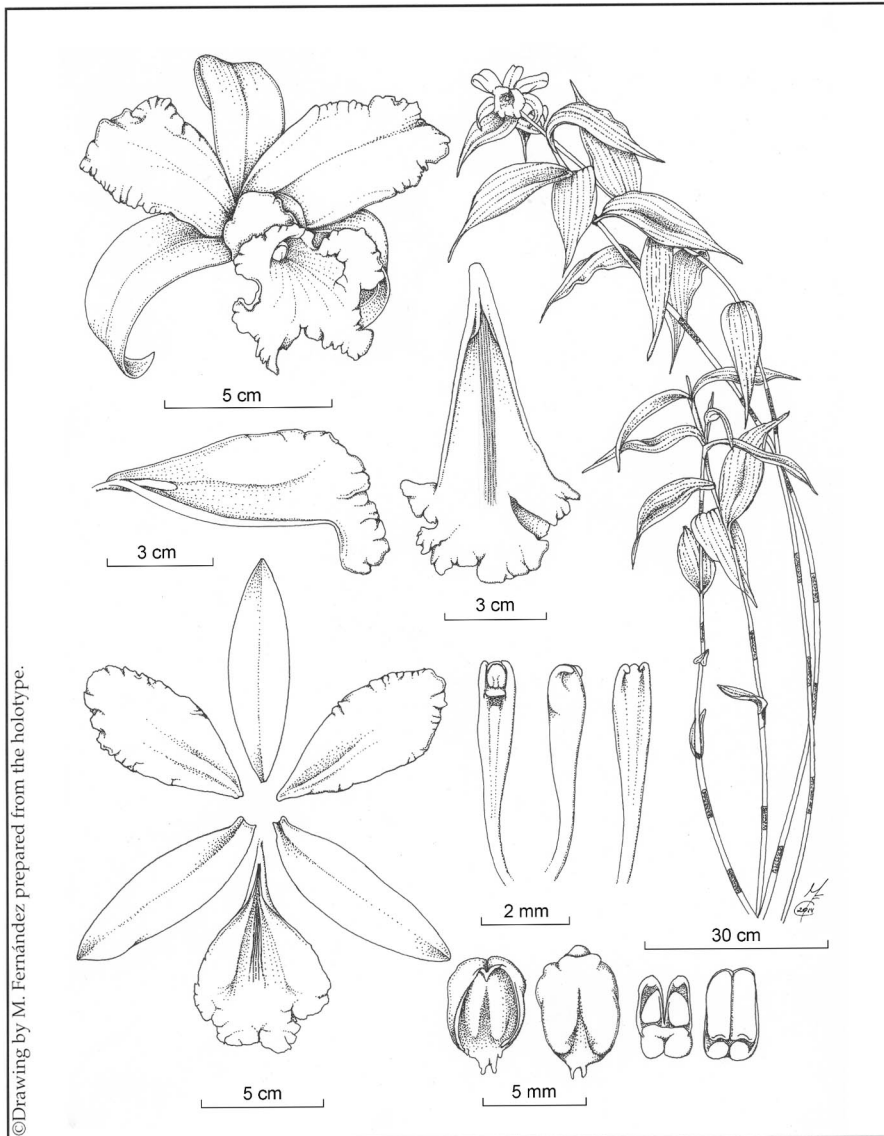 5 cm
3 cm
3 cm
2 mm
30 cm
5 cm
5 mm
©Drawing by M. Fernández prepared from the holotype.